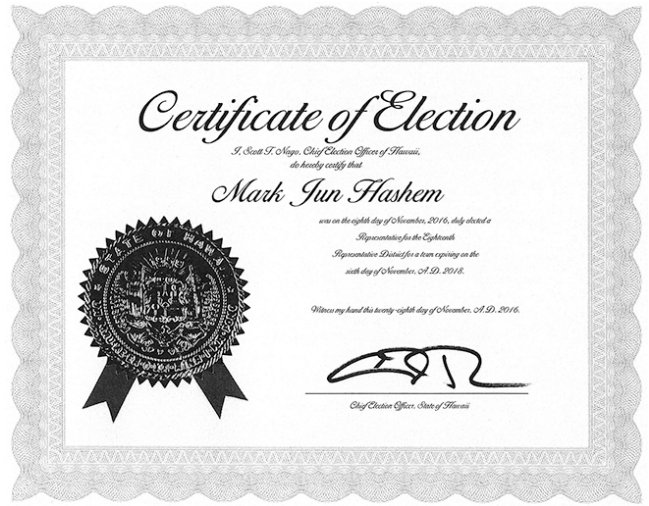 Certificate of Election
I, Scott T. Nago, Chief Election Officer of Hawaii,
do hereby certify that
Mark Jun Hashem
was on the eighth day of November, 2016, duly elected a
Representative for the Eighteenth
Representative District for a term expiring on the
sixth day of November, A.D. 2018.
Witness my hand this twenty-eighth day of November, A.D. 2016.
Chief Election Officer, State of Hawaii
STATE OF